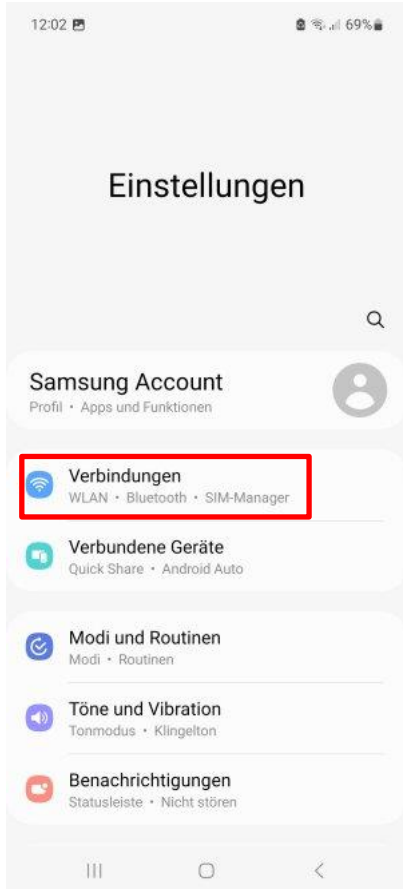 12:02 69%
Einstellungen
Samsung Account
Profil • Apps und Funktionen
Verbindungen
WLAN • Bluetooth • SIM-Manager
Verbundene Geräte
Quick Share • Android Auto
Modi und Routinen
Modi • Routinen
Töne und Vibration
Tonmodus • Klingelton
Benachrichtigungen
Statusleiste • Nicht stören